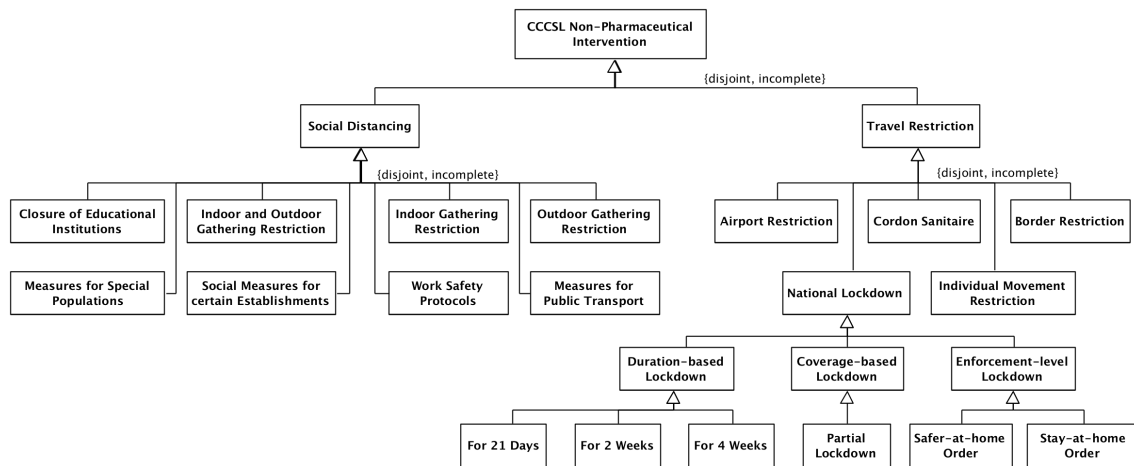 CCCSL Non-Pharmaceutical
Intervention
{disjoint, incomplete}
Social Distancing
Travel Restriction
{disjoint, incomplete}
{disjoint, incomplete}
Closure of Educational
Institutions
Indoor and Outdoor
Gathering Restriction
Indoor Gathering
Restriction
Outdoor Gathering
Restriction
Airport Restriction
Cordon Sanitaire
Border Restriction
Measures for Special
Populations
Social Measures for
certain Establishments
Work Safety
Protocols
Measures for
Public Transport
National Lockdown
Individual Movement
Restriction
Duration-based
Lockdown
Coverage-based
Lockdown
Enforcement-level
Lockdown
For 21 Days
For 2 Weeks
For 4 Weeks
Partial
Lockdown
Safer-at-home
Order
Stay-at-home
Order